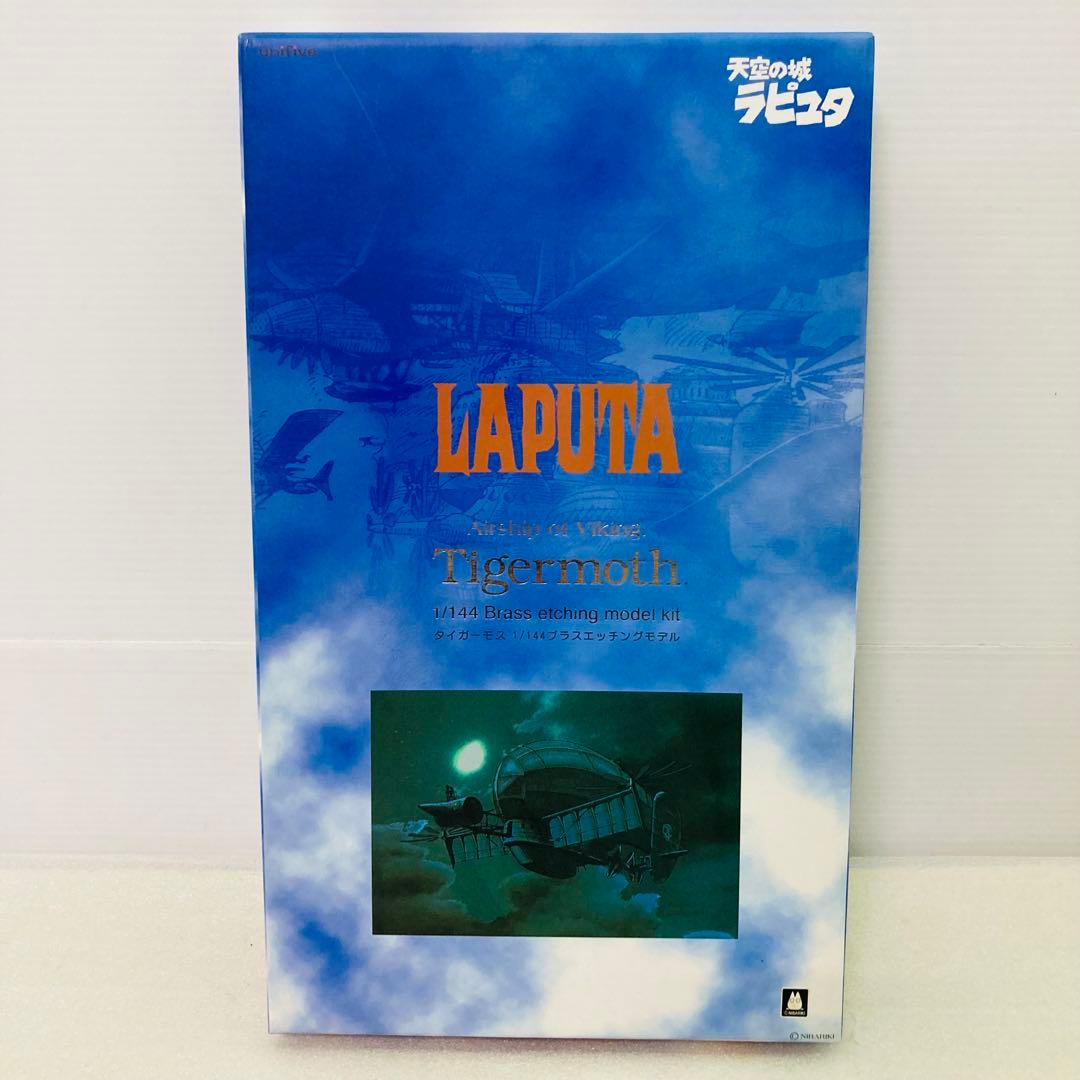 unifive
天空の城
ラピュタ
LAPUTA
Airship of Viking.
Tigermoth.
1/144 Brass etching model kit
タイガーモス 1/144ブラスエッチングモデル
© NIBARIKI
© NIBARIKI